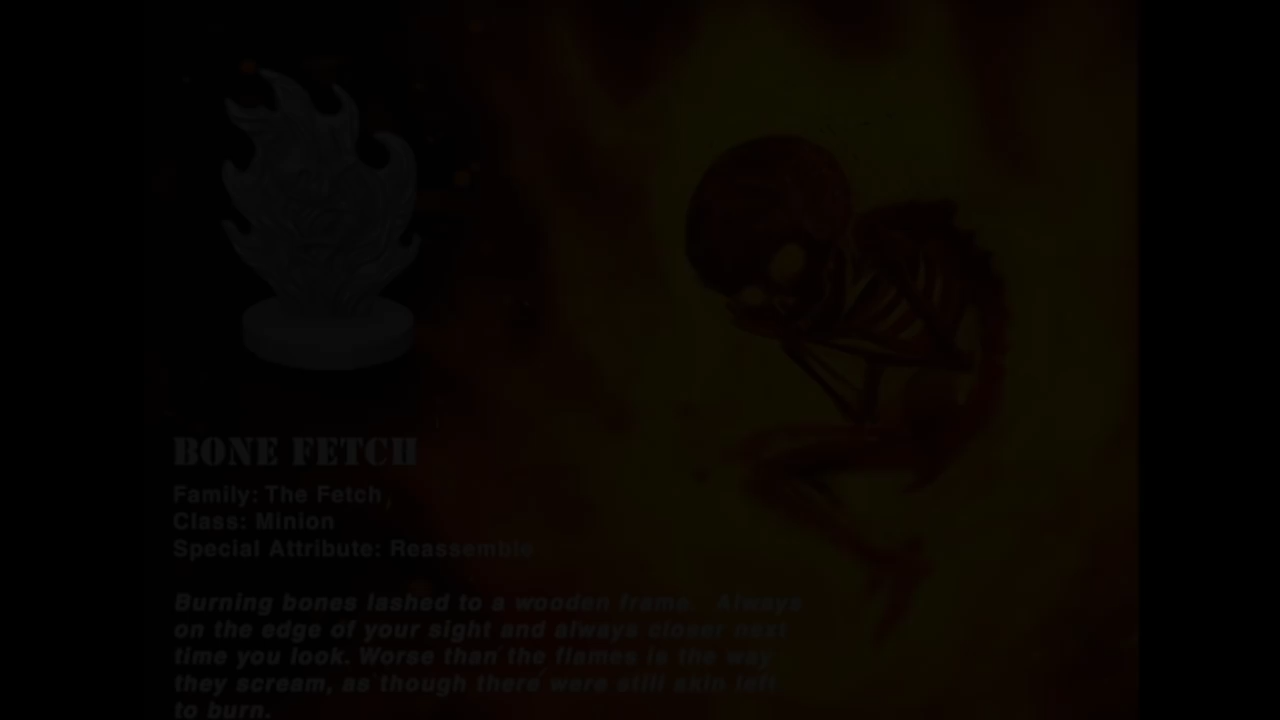 BONE FETCH
Family: The Fetch
Class: Minion
Special Attribute: Reassemble
Burning bones lashed to a wooden frame. Always
on the edge of your sight and always closer next
time you look. Worse than the flames is the way
they scream, as though there were still skin left
to burn.